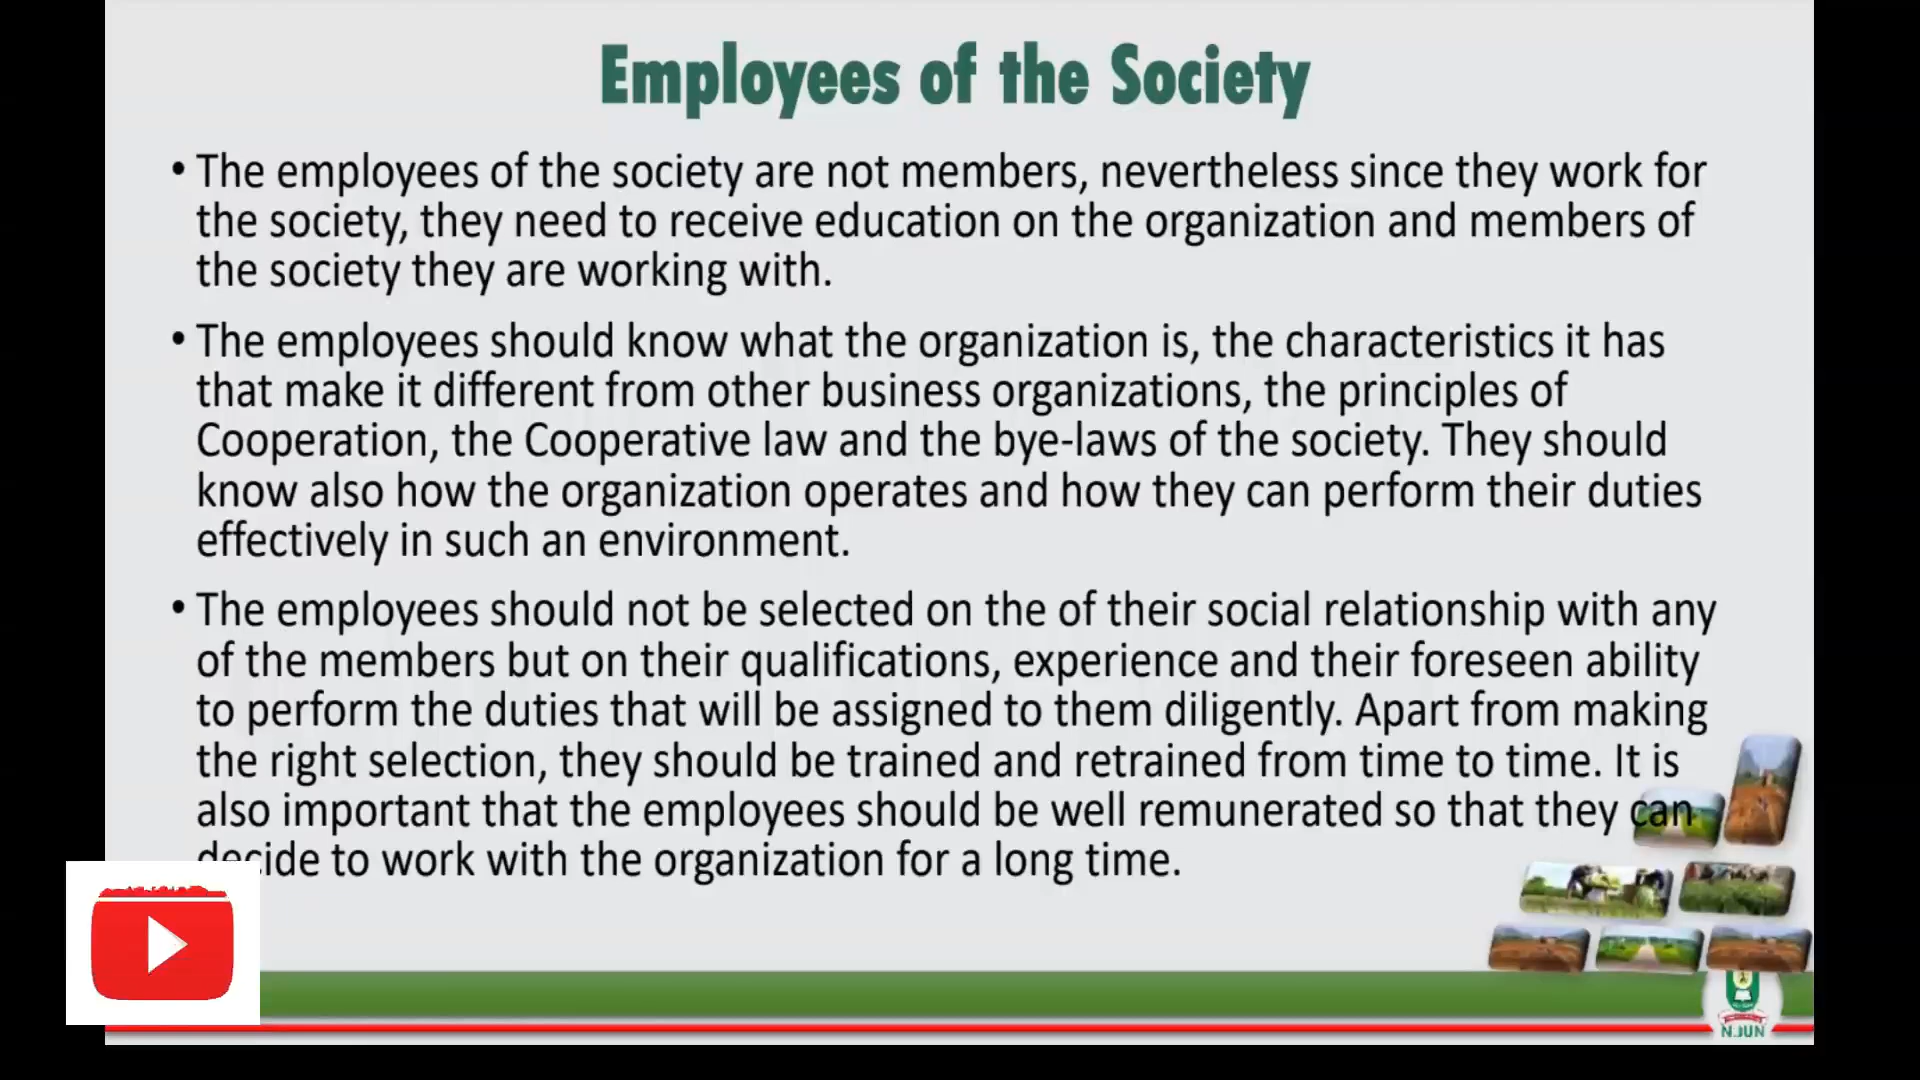 Employees of the Society
• The employees of the society are not members, nevertheless since they work for
the society, they need to receive education on the organization and members of
the society they are working with.
• The employees should know what the organization is, the characteristics it has
that make it different from other business organizations, the principles of
Cooperation, the Cooperative law and the bye-laws of the society. They should
know also how the organization operates and how they can perform their duties
effectively in such an environment.
• The employees should not be selected on the of their social relationship with any
of the members but on their qualifications, experience and their foreseen ability
to perform the duties that will be assigned to them diligently. Apart from making
the right selection, they should be trained and retrained from time to time. It is
also important that the employees should be well remunerated so that they can
decide to work with the organization for a long time.